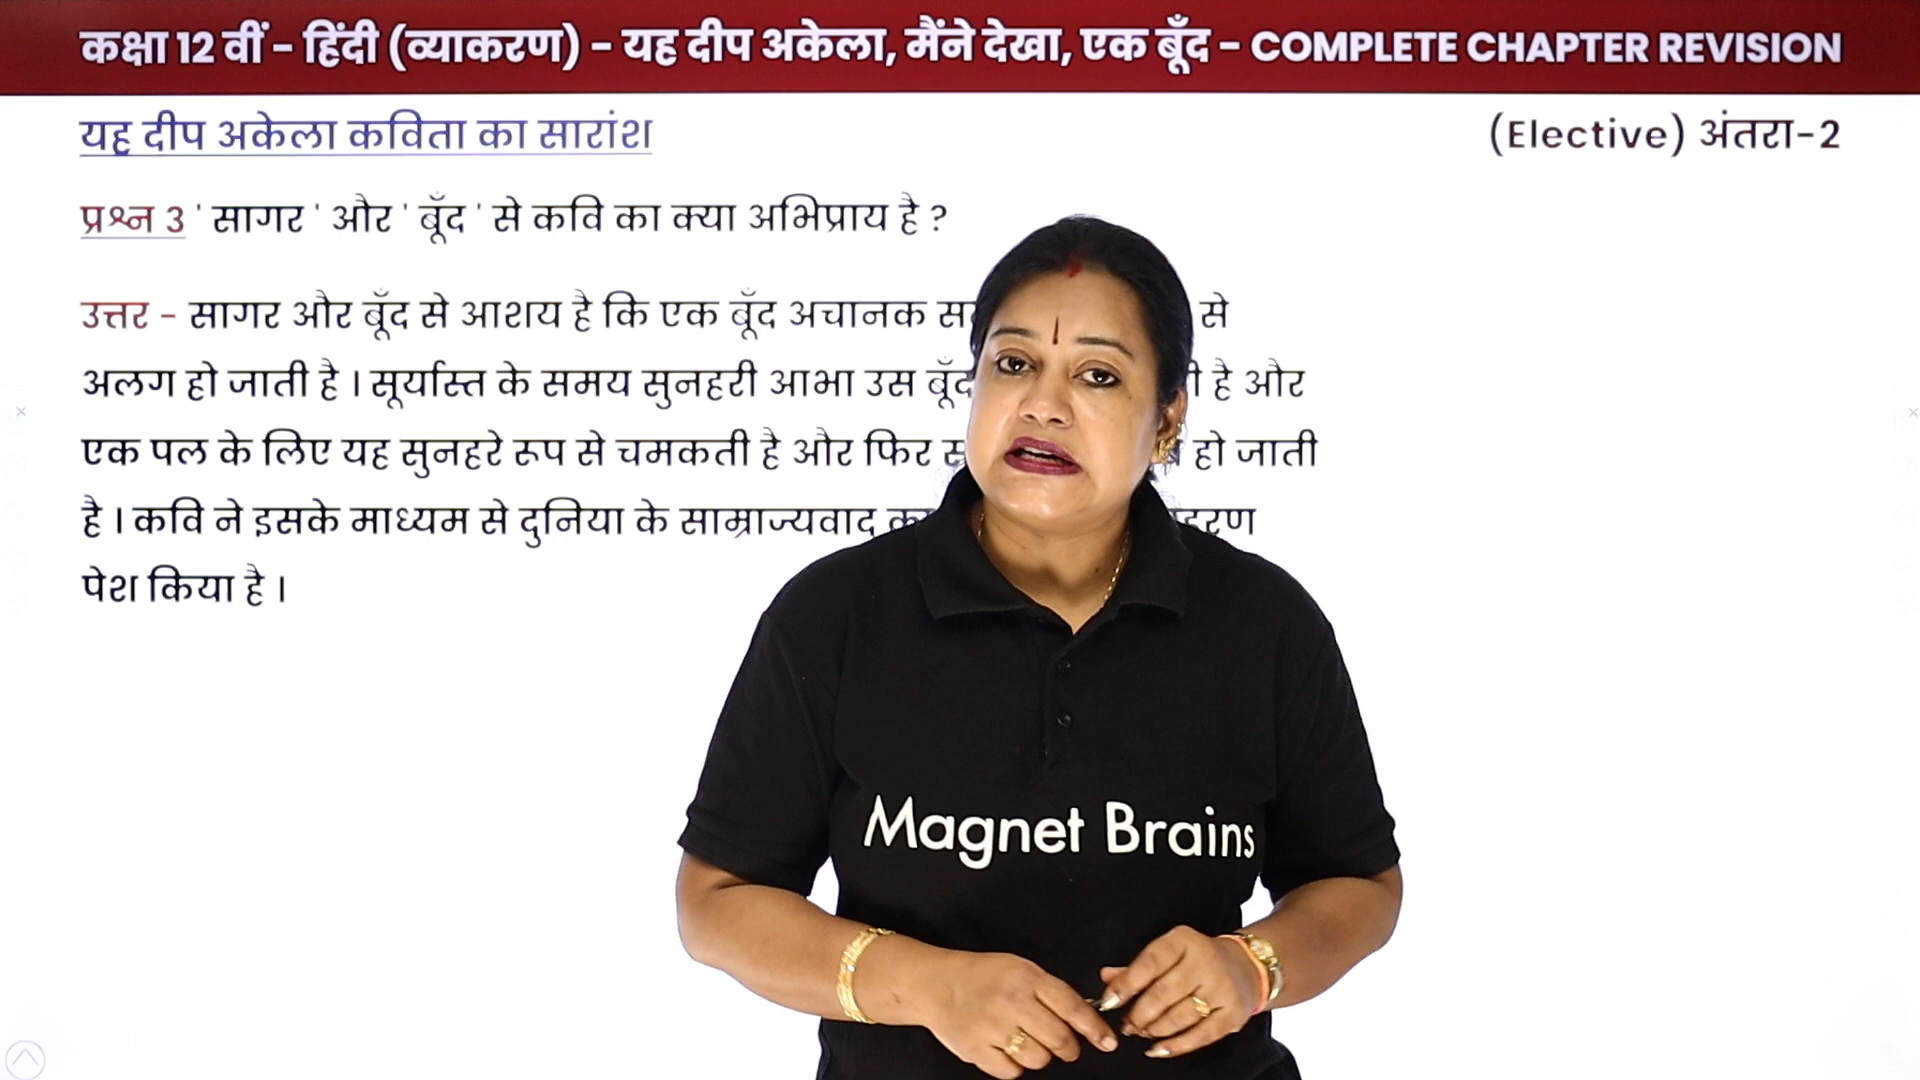 कक्षा 12 वीं - हिंदी (व्याकरण) - यह दीप अकेला, मैंने देखा, एक बूँद - COMPLETE CHAPTER REVISION
यह दीप अकेला कविता का सारांश
(Elective) अंतरा-2
प्रश्न 3 ' सागर ' और ' बूँद ' से कवि का क्या अभिप्राय है ?
उत्तर - सागर और बूँद से आशय है कि एक बूँद अचानक से
अलग हो जाती है । सूर्यास्त के समय सुनहरी आभा उस बूँद है और
एक पल के लिए यह सुनहरे रूप से चमकती है और फिर हो जाती
है । कवि ने इसके माध्यम से दुनिया के साम्राज्यवाद
पेश किया है ।
Magnet Brains